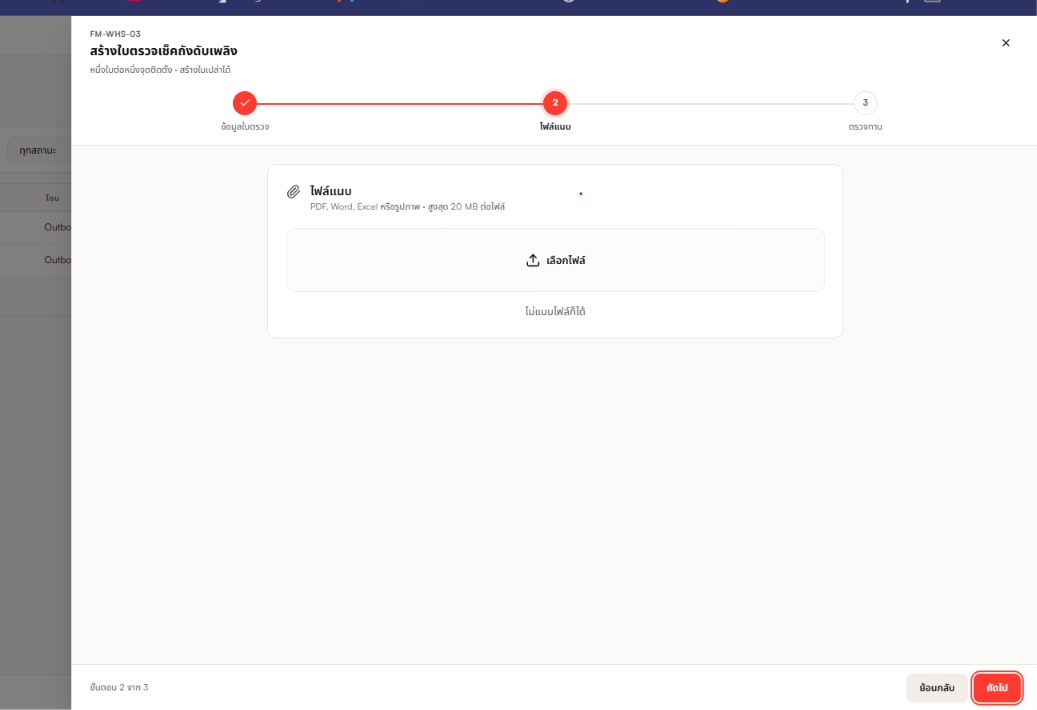 FM-WHS-03
สร้างใบตรวจเช็คถังดับเพลิง
หนึ่งใบต่อหนึ่งจุดติดตั้ง • สร้างใบเปล่าได้
2
3
ข้อมูลใบตรวจ
ไฟล์แนบ
ตรวจทาน
ทุกสถานะ
โซน
Outbo
Outbo
ไฟล์แนบ
PDF, Word, Excel หรือรูปภาพ • สูงสุด 20 MB ต่อไฟล์
เลือกไฟล์
ไม่แนบไฟล์ก็ได้
ขั้นตอน 2 จาก 3
ย้อนกลับ
ถัดไป